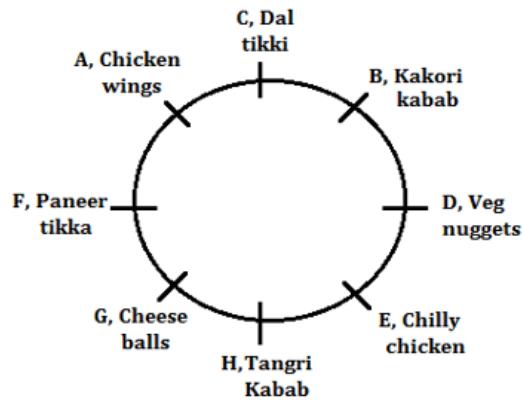 C, Dal
tikki
A, Chicken
wings
B, Kakori
kabab
F, Paneer
tikka
D, Veg
nuggets
G, Cheese
balls
E, Chilly
chicken
H,Tangri
Kabab